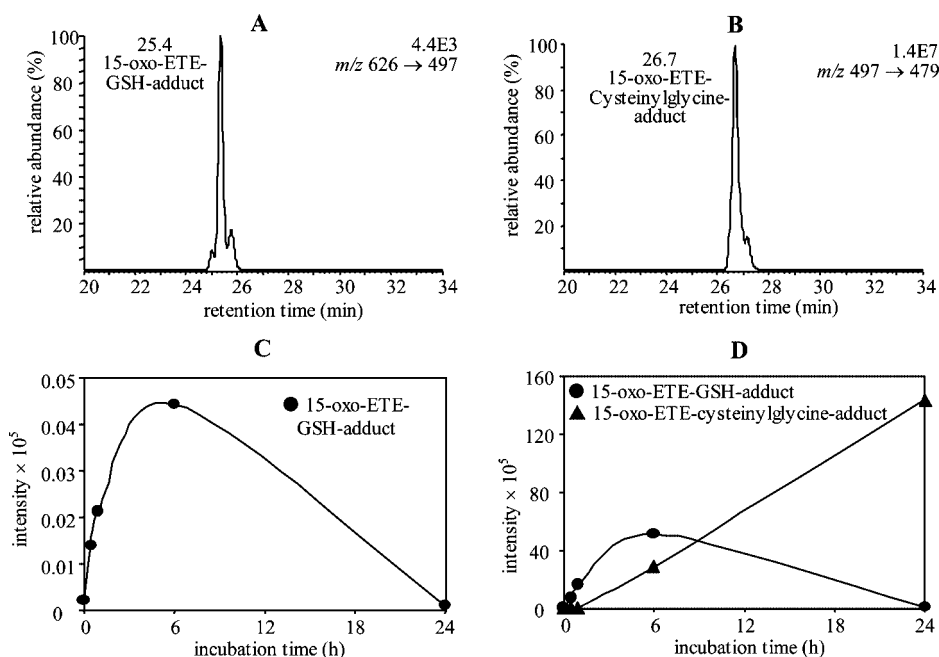 A
25.4
15-oxo-ETE-
GSH-adduct
4.4E3
m/z 626 → 497
relative abundance (%)
100
80
60
40
20
20 22 24 26 28 30 32 34
retention time (min)
B
26.7
15-oxo-ETE-
Cysteinylglycine-
adduct
1.4E7
m/z 497 → 479
relative abundance (%)
100
80
60
40
20
20 22 24 26 28 30 32 34
retention time (min)
C
15-oxo-ETE-
GSH-adduct
intensity × 10⁵
0.05
0.04
0.03
0.02
0.01
0
0 6 12 18 24
incubation time (h)
D
15-oxo-ETE-GSH-adduct
15-oxo-ETE-cysteinylglycine-adduct
intensity × 10⁵
160
120
80
40
0
0 6 12 18 24
incubation time (h)